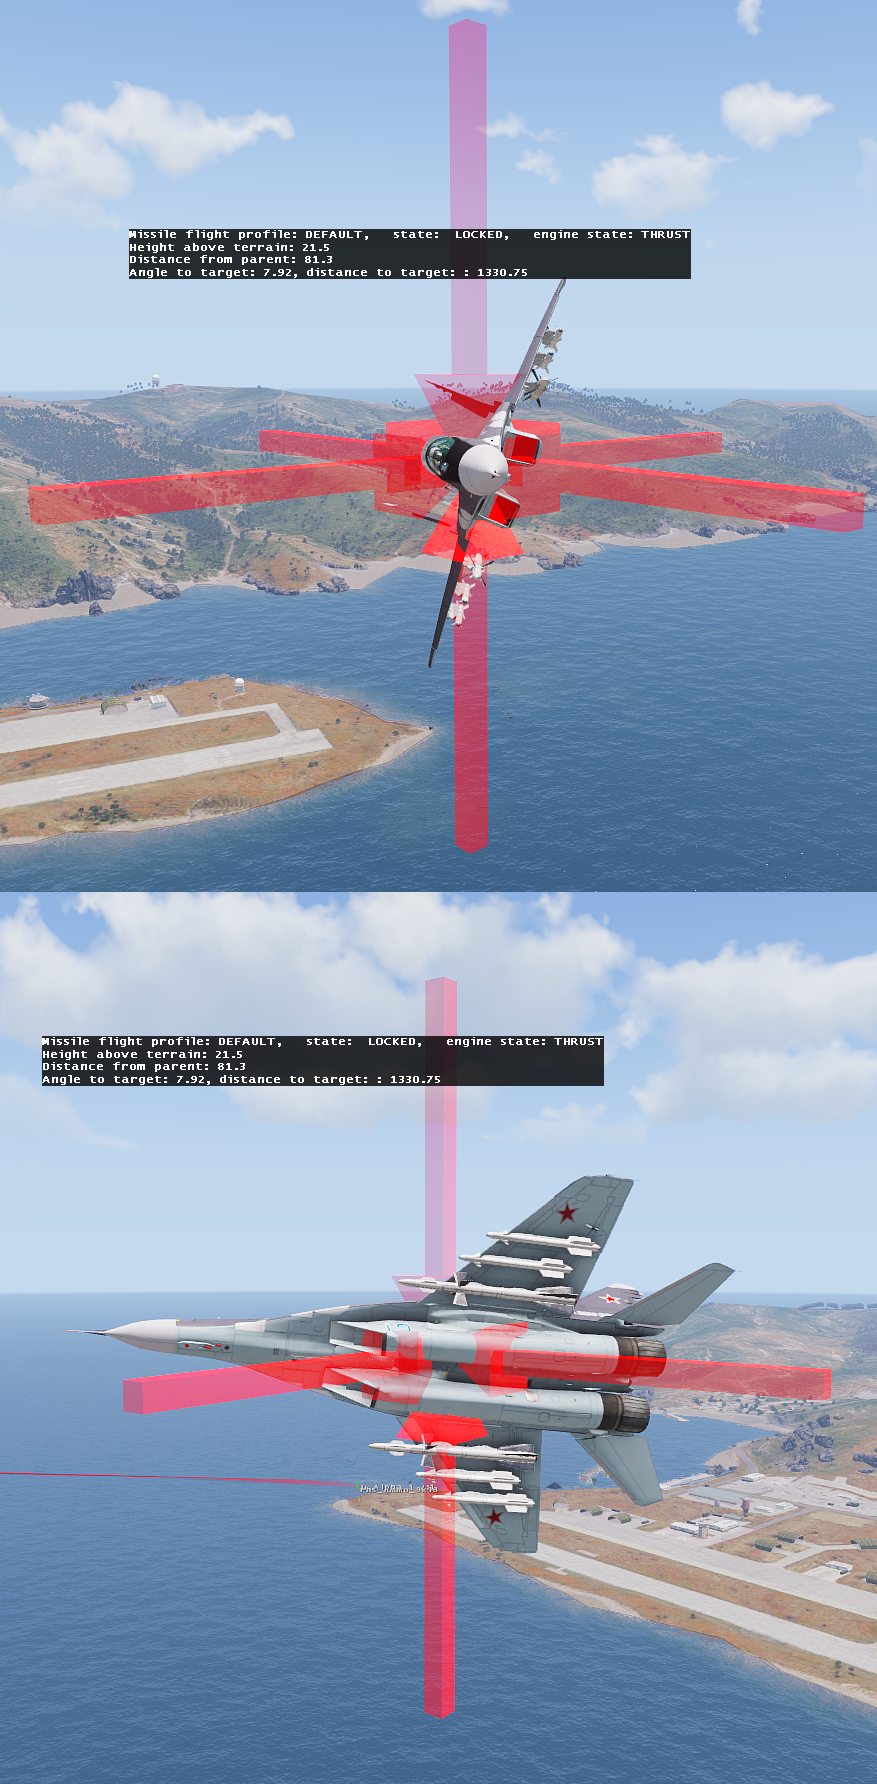 Missile flight profile: DEFAULT,   state:  LOCKED,   engine state: THRUST
Height above terrain: 21.5
Distance from parent: 81.3
Angle to target: 7.92, distance to target: : 1330.75
Missile flight profile: DEFAULT,   state:  LOCKED,   engine state: THRUST
Height above terrain: 21.5
Distance from parent: 81.3
Angle to target: 7.92, distance to target: : 1330.75